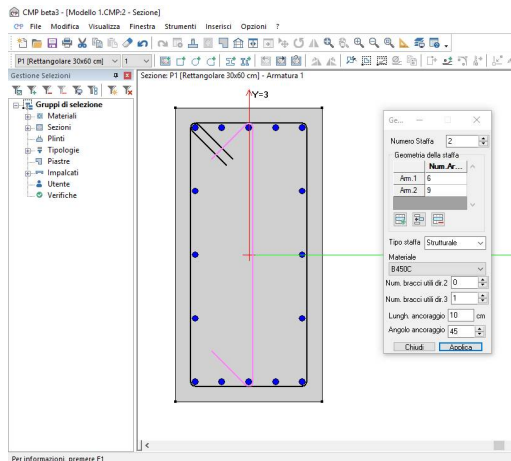 CMP beta3 - [Modello 1.CMP:2 - Sezione]
File Modifica Visualizza Finestra Strumenti Inserisci Opzioni ?
P1 [Rettangolare 30x60 cm] 1
Gestione Selezioni
Sezione: P1 [Rettangolare 30x60 cm] - Armatura 1
Gruppi di selezione
Materiali
Sezioni
Plinti
Tipologie
Piastre
Impalcati
Utente
Verifiche
Y=3
Ge...
Numero Staffa 2
Geometria della staffa
Num.Ar...
Arm.1 6
Arm.2 9
Tipo staffa Strutturale
Materiale
B450C
Num. bracci utili dir.2 0
Num. bracci utili dir.3 1
Lungh. ancoraggio 10 cm
Angolo ancoraggio 45
Chiudi Applica
Per informazioni, premere F1